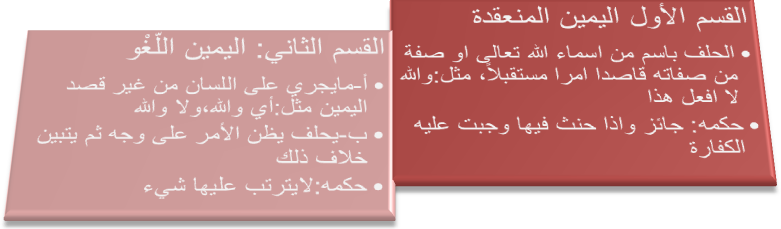 القسم الأول اليمين المنعقدة
• الحلف باسم من اسماء الله تعالى او صفة
من صفاته قاصدا امرا مستقبلاً، مثل:والله
لا افعل هذا
• حكمه: جائز واذا حنث فيها وجبت عليه
الكفارة
القسم الثاني: اليمين اللّغْو
• أ-مايجري على اللسان من غير قصد
اليمين مثل:أي والله،ولا والله
• ب-يحلف يظن الأمر على وجه ثم يتبين
خلاف ذلك
• حكمه:لايترتب عليها شيء